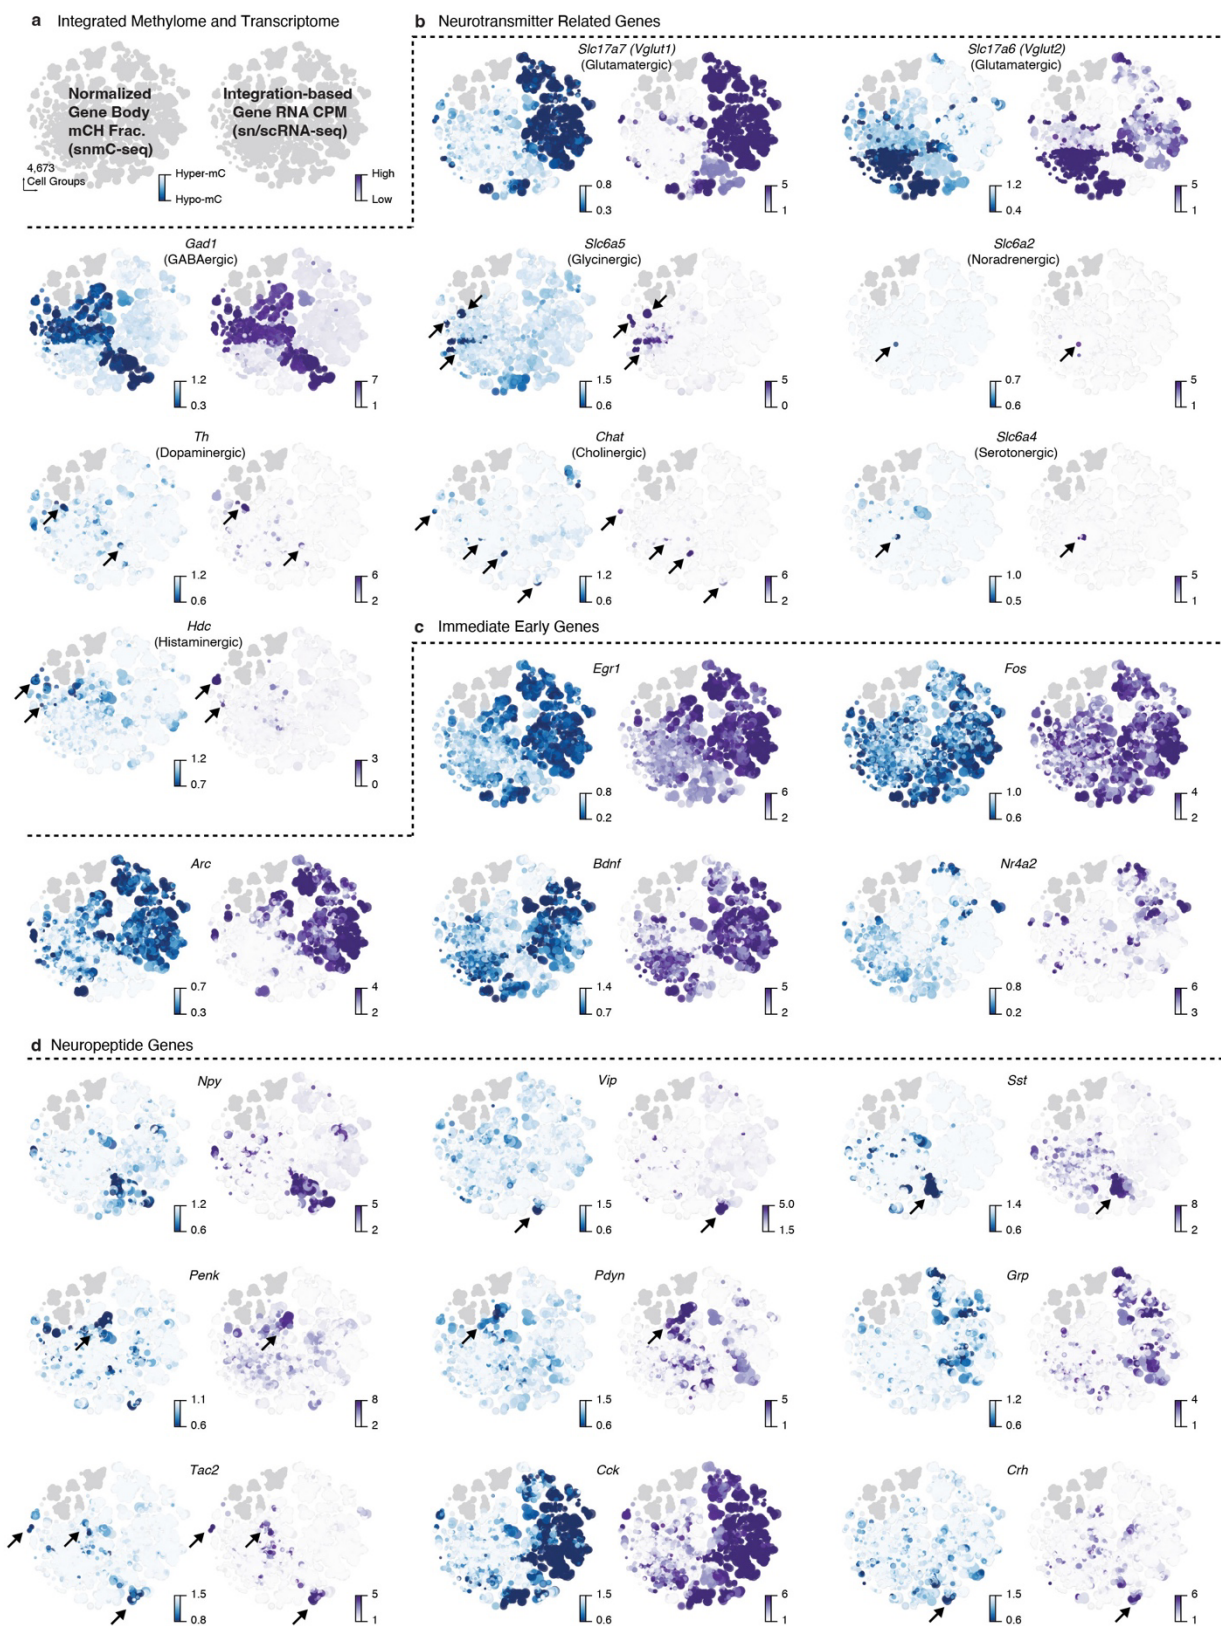 a Integrated Methylome and Transcriptome
Normalized
Gene Body
mCH Frac.
(snmC-seq)
Integration-based
Gene RNA CPM
(sn/scRNA-seq)
4,673
Cell Groups
Hyper-mC
Hypo-mC
High
Low
b Neurotransmitter Related Genes
Slc17a7 (Vglut1)
(Glutamatergic)
0.8
0.3
5
1
Slc17a6 (Vglut2)
(Glutamatergic)
1.2
0.4
5
1
Gad1
(GABAergic)
1.2
0.3
7
1
Slc6a5
(Glycinergic)
1.5
0.6
5
0
Slc6a2
(Noradrenergic)
0.7
0.6
5
1
Th
(Dopaminergic)
1.2
0.6
6
2
Chat
(Cholinergic)
1.2
0.6
6
2
Slc6a4
(Serotonergic)
1.0
0.5
5
1
Hdc
(Histaminergic)
1.2
0.7
3
0
c Immediate Early Genes
Egr1
0.8
0.2
6
2
Fos
1.0
0.6
4
2
Arc
0.7
0.3
4
2
Bdnf
1.4
0.7
5
2
Nr4a2
0.8
0.2
6
3
d Neuropeptide Genes
Npy
1.2
0.6
5
2
Vip
1.5
0.6
5.0
1.5
Sst
1.4
0.6
8
2
Penk
1.1
0.6
8
2
Pdyn
1.5
0.6
5
1
Grp
1.2
0.6
4
1
Tac2
1.5
0.8
5
1
Cck
1.5
0.6
6
1
Crh
1.5
0.6
6
1